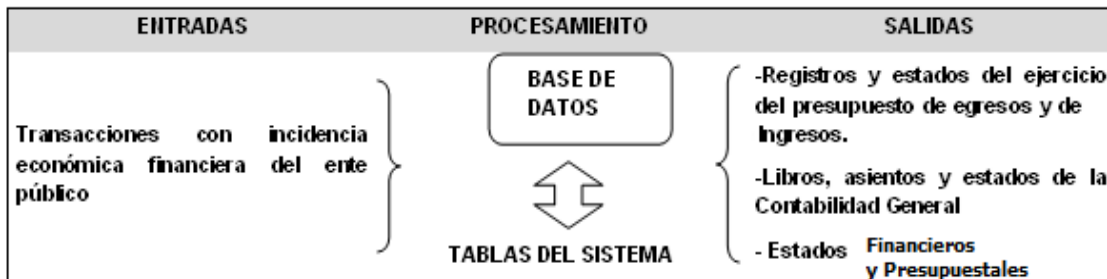 ENTRADAS
PROCESAMIENTO
SALIDAS
Transacciones con incidencia
económica financiera del ente
público
BASE DE
DATOS
TABLAS DEL SISTEMA
-Registros y estados del ejercicio
del presupuesto de egresos y de
Ingresos.
-Libros, asientos y estados de la
Contabilidad General
- Estados Financieros
y Presupuestales